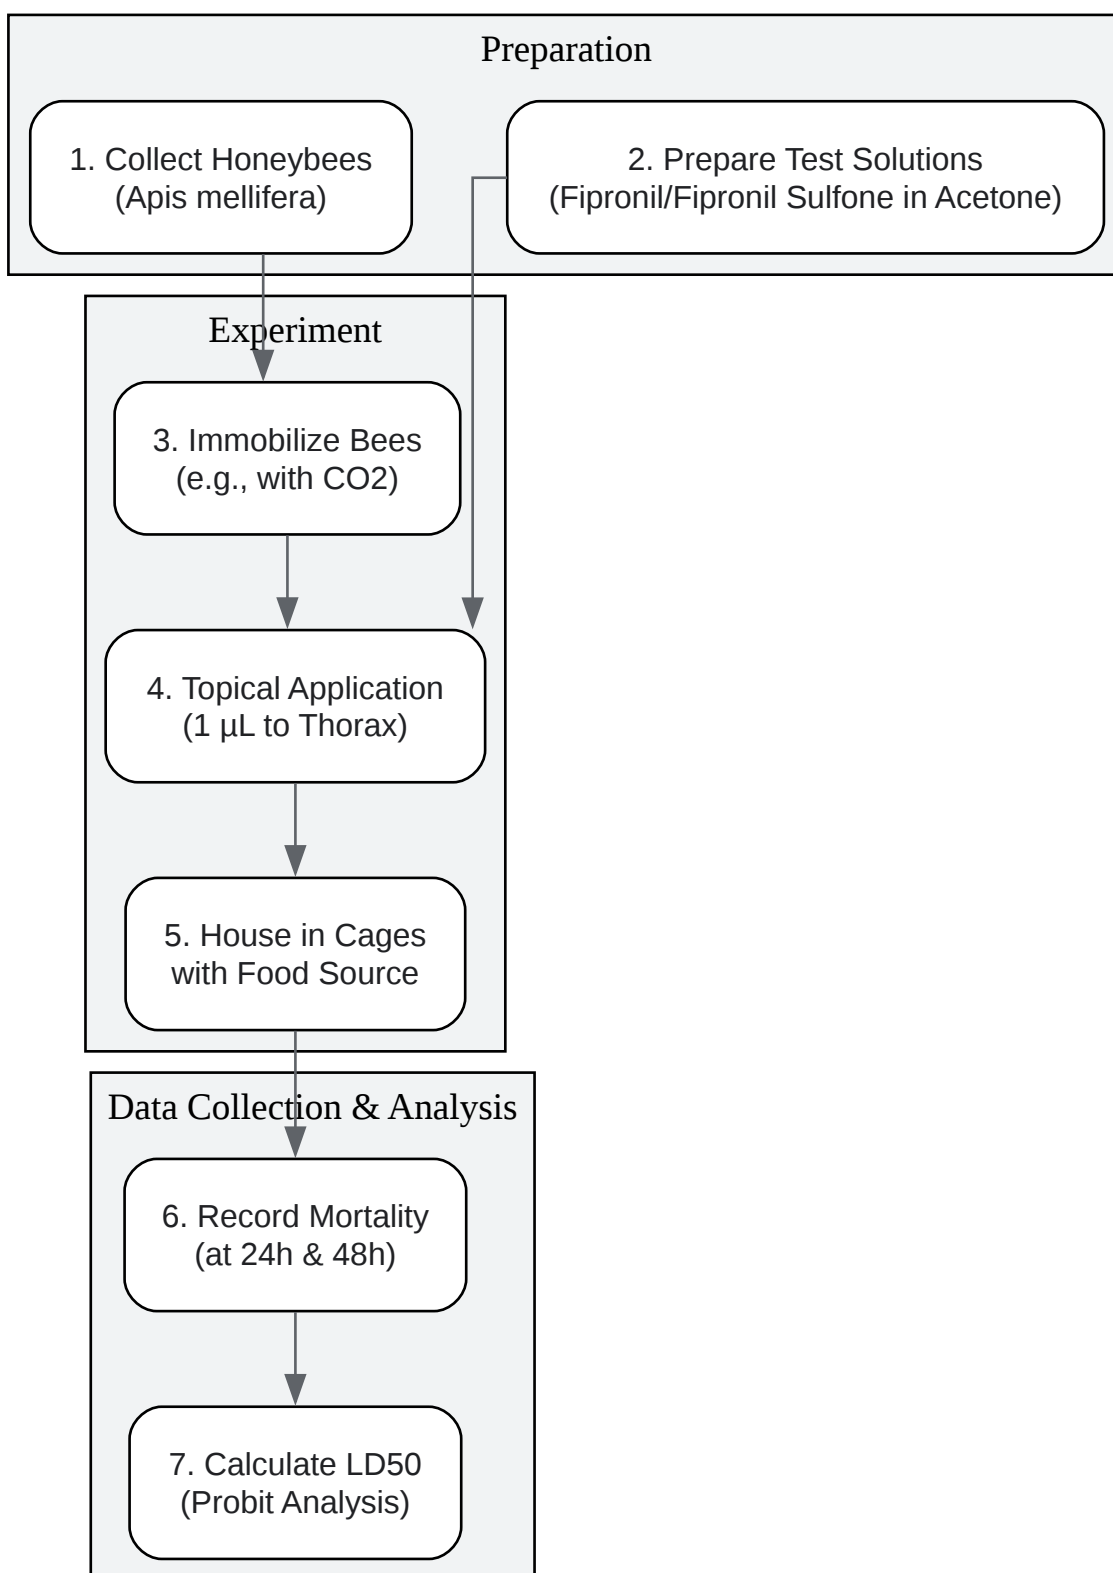 Preparation
1. Collect Honeybees
(Apis mellifera)
2. Prepare Test Solutions
(Fipronil/Fipronil Sulfone in Acetone)
Experiment
3. Immobilize Bees
(e.g., with CO2)
4. Topical Application
(1 µL to Thorax)
5. House in Cages
with Food Source
Data Collection & Analysis
6. Record Mortality
(at 24h & 48h)
7. Calculate LD50
(Probit Analysis)